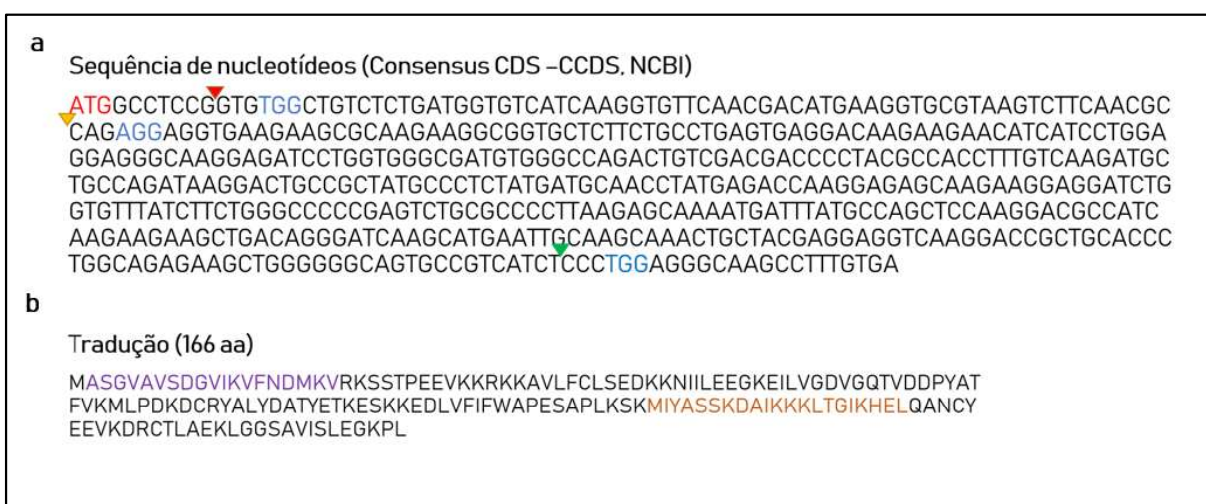 a
Sequência de nucleotídeos (Consensus CDS –CCDS, NCBI)
ATGGCCTCCGGTGTGGCTGTCTCTGATGGTGTCATCAAGGTGTTCAACGACATGAAGGTGCGTAAGTCTTCAACGC
CAGAGGAGGTGAAGAAGCGCAAGAAGGCGGTGCTCTTCTGCCTGAGTGAGGACAAGAAGAACATCATCCTGGA
GGAGGGCAAGGAGATCCTGGTGGGCGATGTGGGCCAGACTGTCGACGACCCCTACGCCACCTTTGTCAAGATGC
TGCCAGATAAGGACTGCCGCTATGCCCTCTATGATGCAACCTATGAGACCAAGGAGAGCAAGAAGGAGGATCTG
GTGTTTATCTTCTGGGCCCCCGAGTCTGCGCCCCTTAAGAGCAAAATGATTTATGCCAGCTCCAAGGACGCCATC
AAGAAGAAGCTGACAGGGATCAAGCATGAATTGCAAGCAAACTGCTACGAGGAGGTCAAGGACCGCTGCACCC
TGGCAGAGAAGCTGGGGGGCAGTGCCGTCATCTCCCTGGAGGGCAAGCCTTTGTGA
b
Tradução (166 aa)
MASGVAVSDGVIKVFNDMKVRKSSTPEEVKKRKKAVLFCLSEDKKNIILEEGKEILVGDVGQTVDDPYAT
FVKMLPDKDCRYALYDATYETKESKKEDLVFIFWAPESAPLKSKMIYASSKDAIKKKLTGIKHELQANCY
EEVKDRCTLAEKLGGSAVISLEGKPL